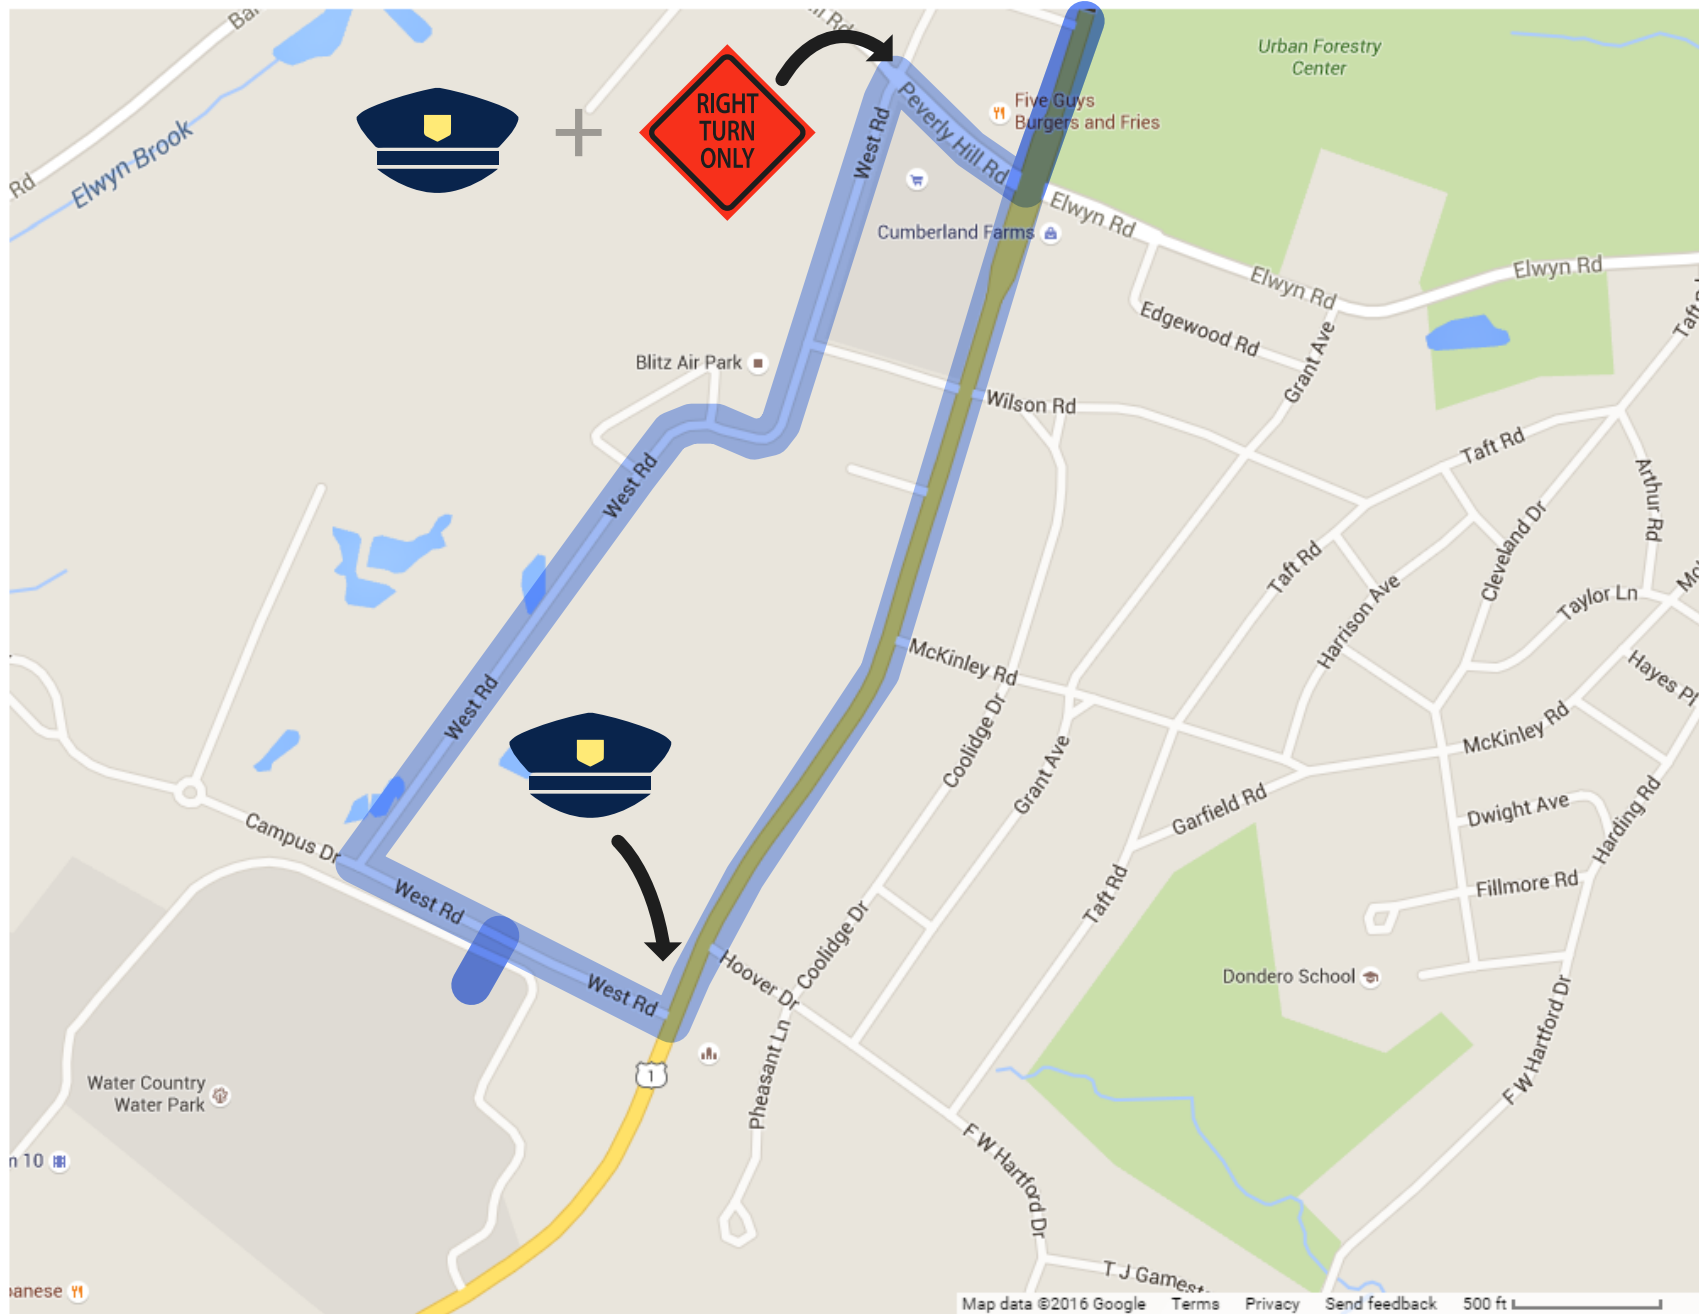 Urban Forestry
Center
Elwyn Brook
Rd
RIGHT
TURN
ONLY
Five Guys
Burgers and Fries
Peverly Hill Rd
West Rd
Cumberland Farms
Elwyn Rd
Elwyn Rd
Elwyn Rd
Edgewood Rd
Grant Ave
Blitz Air Park
Wilson Rd
Taft Rd
West Rd
Arthur Rd
Cleveland Dr
Taft Rd
Harrison Ave
Taylor Ln
McKinley Rd
West Rd
Coolidge Dr
Grant Ave
McKinley Rd
Garfield Rd
Dwight Ave
Harding Rd
Campus Dr
West Rd
Taft Rd
Fillmore Rd
Coolidge Dr
Hoover Dr
West Rd
Dondero School
1
Pheasant Ln
F W Hartford Dr
Water Country
Water Park
F W Hartford Dr
10
Map data ©2016 Google Terms Privacy Send feedback 500 ft